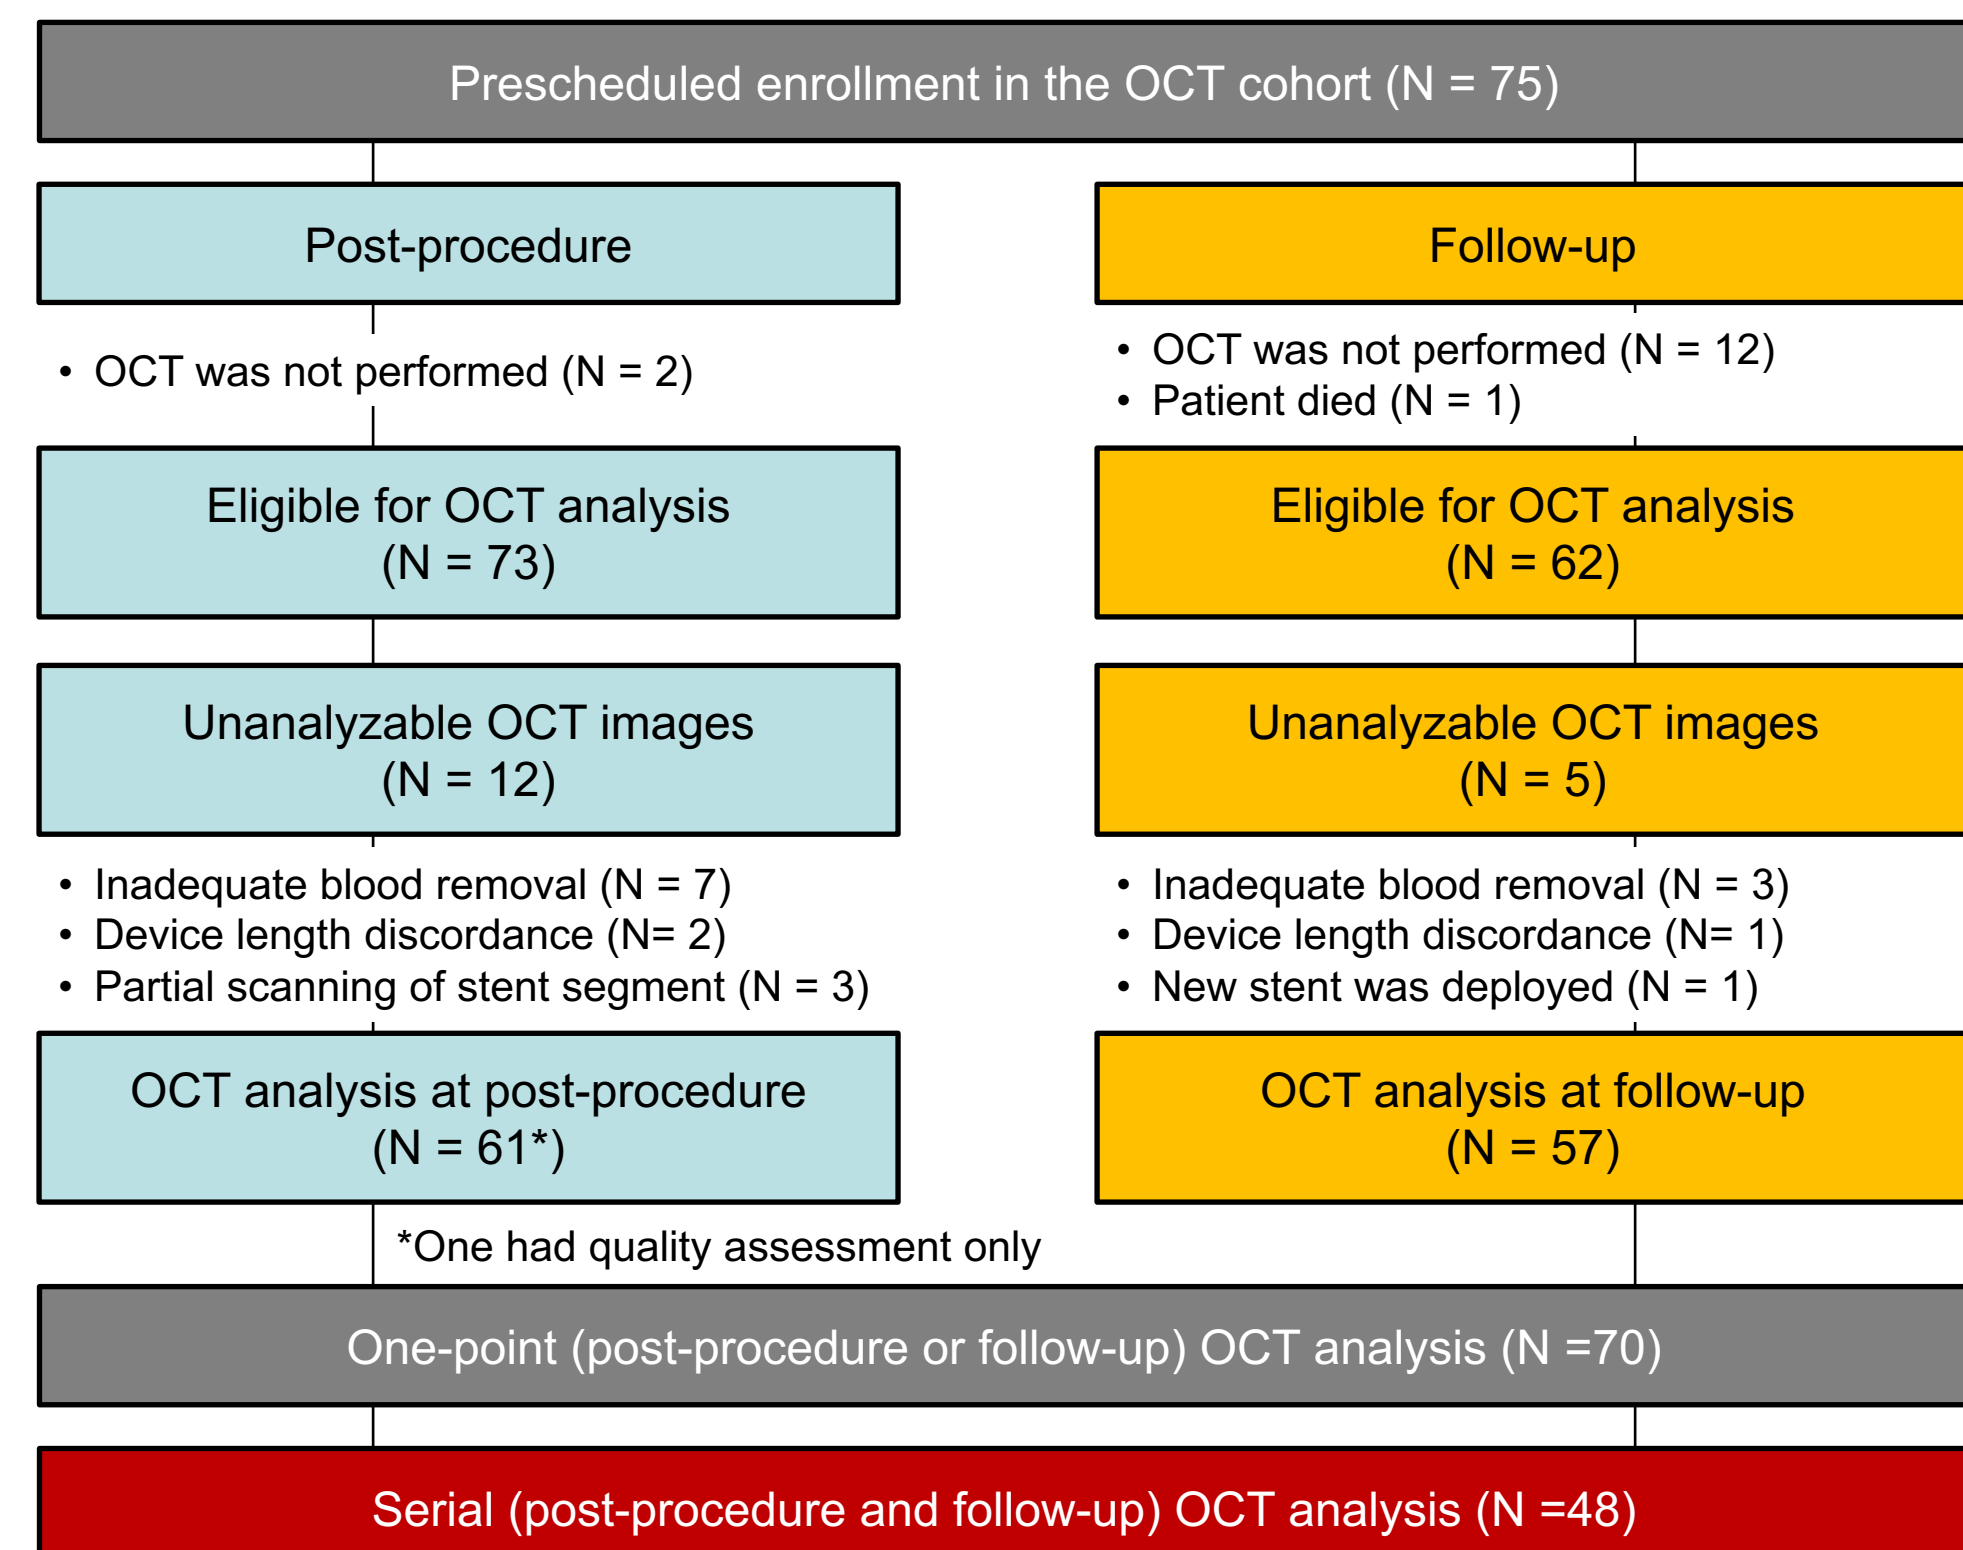 Prescheduled enrollment in the OCT cohort (N = 75)
Post-procedure
Follow-up
• OCT was not performed (N = 2)
• OCT was not performed (N = 12)
• Patient died (N = 1)
Eligible for OCT analysis
(N = 73)
Eligible for OCT analysis
(N = 62)
Unanalyzable OCT images
(N = 12)
Unanalyzable OCT images
(N = 5)
• Inadequate blood removal (N = 7)
• Device length discordance (N= 2)
• Partial scanning of stent segment (N = 3)
• Inadequate blood removal (N = 3)
• Device length discordance (N= 1)
• New stent was deployed (N = 1)
OCT analysis at post-procedure
(N = 61*)
OCT analysis at follow-up
(N = 57)
*One had quality assessment only
One-point (post-procedure or follow-up) OCT analysis (N =70)
Serial (post-procedure and follow-up) OCT analysis (N =48)